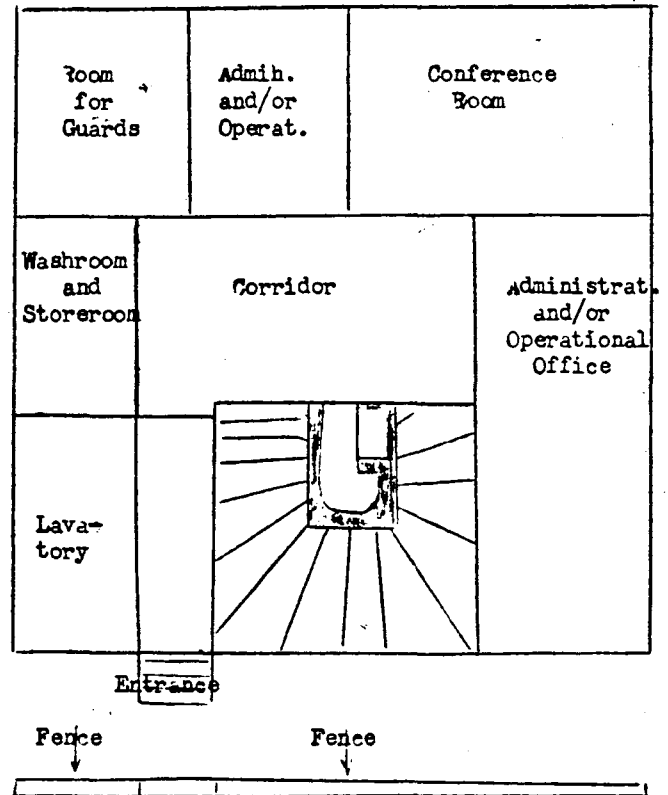 Room
for
Guards
Admin.
and/or
Operat.
Conference
Room
Washroom
and
Storeroom
Corridor
Administrat.
and/or
Operational
Office
Lava-
tory
Entrance
Fence
Fence